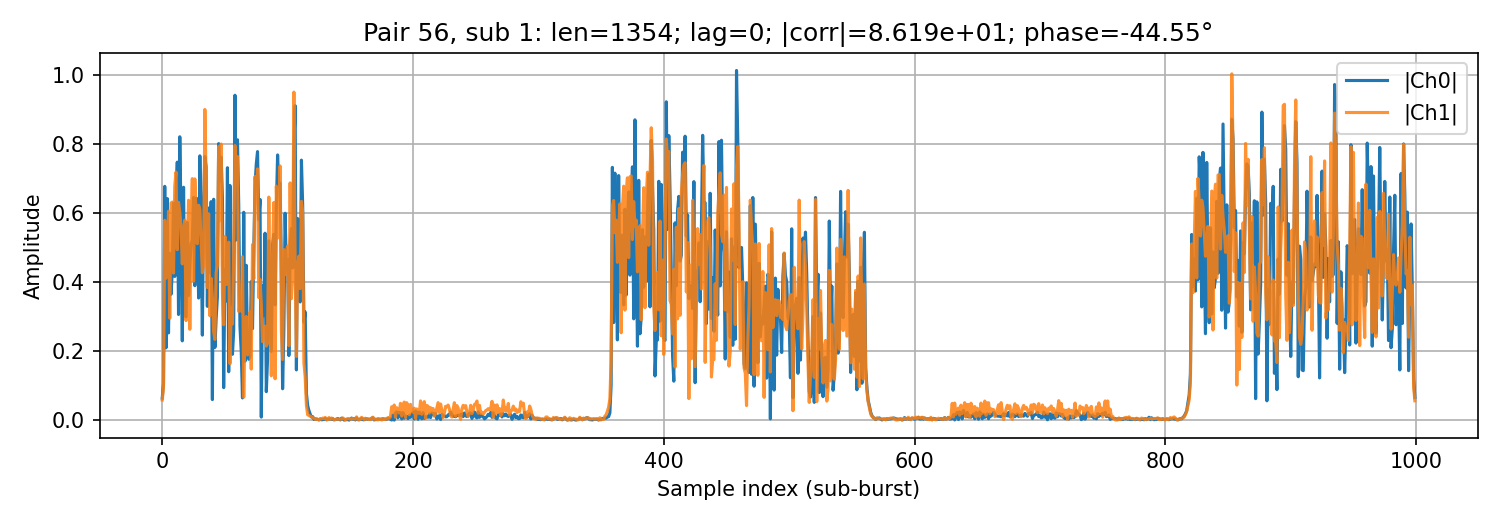 Pair 56, sub 1: len=1354; lag=0; |corr|=8.619e+01; phase=-44.55°
|Ch0|
|Ch1|
Amplitude
1.0
0.8
0.6
0.4
0.2
0.0
0 200 400 600 800 1000
Sample index (sub-burst)